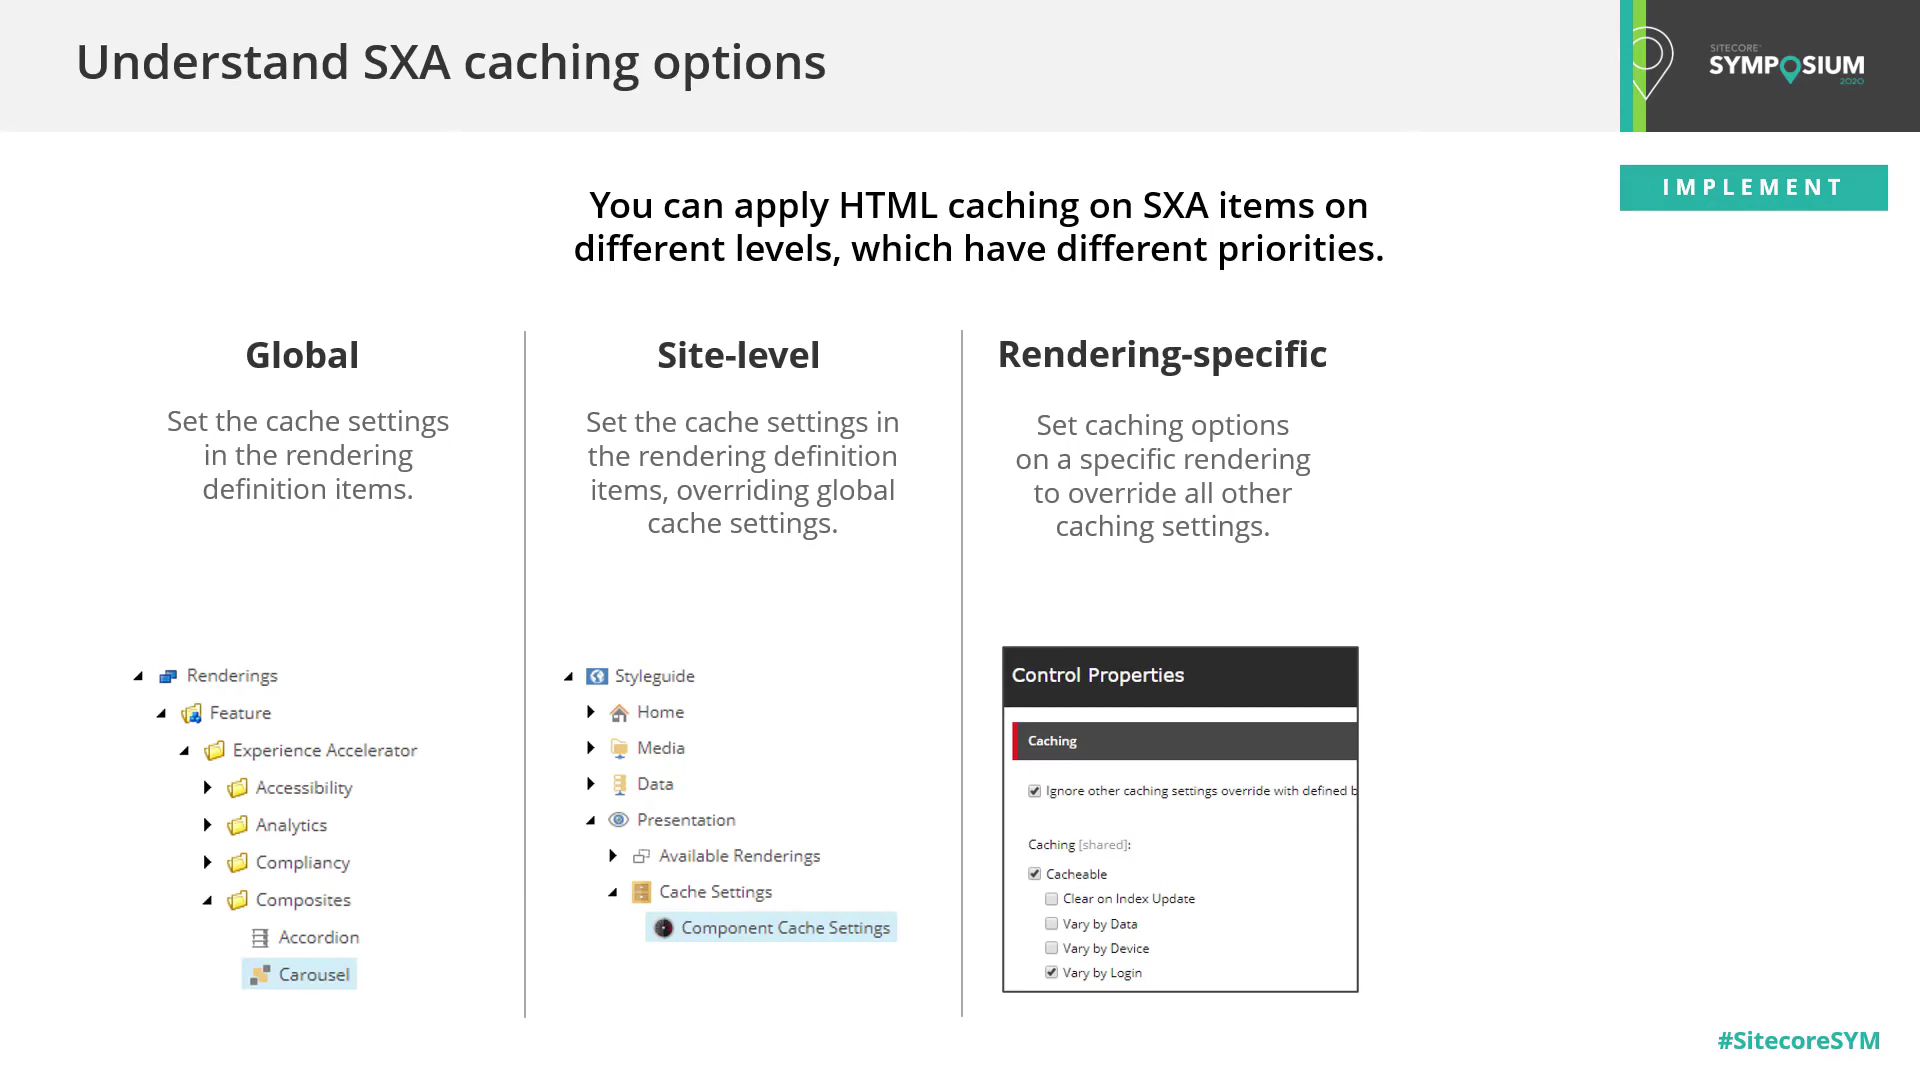 Understand SXA caching options
SITECORE
SYMPOSIUM
2020
IMPLEMENT
You can apply HTML caching on SXA items on
different levels, which have different priorities.
Global
Set the cache settings
in the rendering
definition items.
Renderings
Feature
Experience Accelerator
Accessibility
Analytics
Compliancy
Composites
Accordion
Carousel
Site-level
Set the cache settings in
the rendering definition
items, overriding global
cache settings.
Styleguide
Home
Media
Data
Presentation
Available Renderings
Cache Settings
Component Cache Settings
Rendering-specific
Set caching options
on a specific rendering
to override all other
caching settings.
Control Properties
Caching
Ignore other caching settings override with defined b
Caching [shared]:
Cacheable
Clear on Index Update
Vary by Data
Vary by Device
Vary by Login
#SitecoreSYM